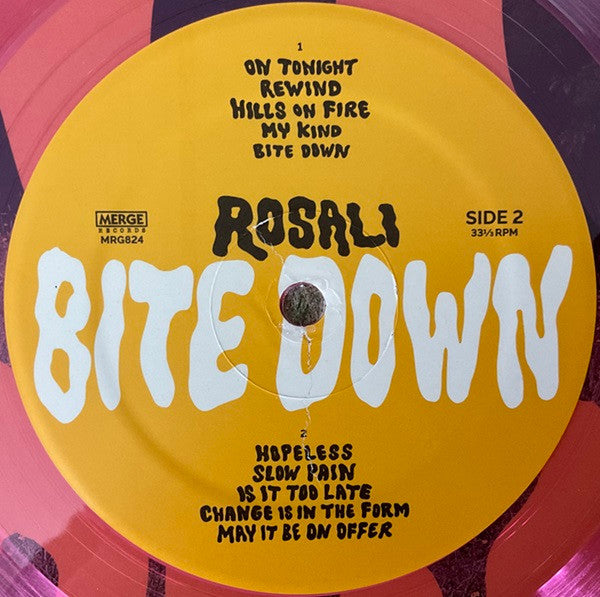 1
ON TONIGHT
REWIND
HILLS ON FIRE
MY KIND
BITE DOWN
ROSALI
MERGE
RECORDS
MRG824
SIDE 2
33⅓ RPM
BITE DOWN
2
HOPELESS
SLOW PAIN
IS IT TOO LATE
CHANGE IS IN THE FORM
MAY IT BE ON OFFER